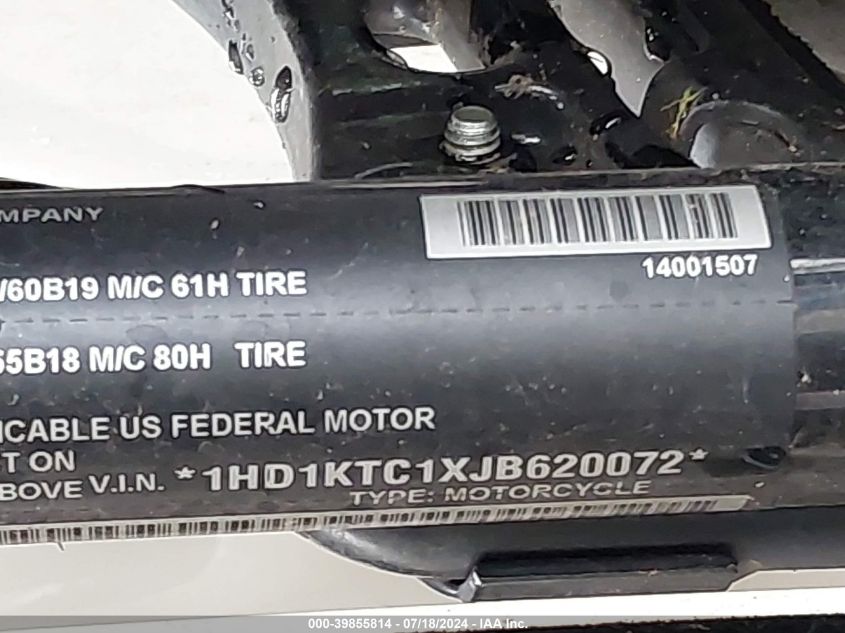 MPANY
14001507
/60B19 M/C 61H TIRE
65B18 M/C 80H TIRE
ICABLE US FEDERAL MOTOR
T ON
BOVE V.I.N. *1HD1KTC1XJB620072*
TYPE: MOTORCYCLE
000-39855814 - 07/18/2024 - IAA Inc.